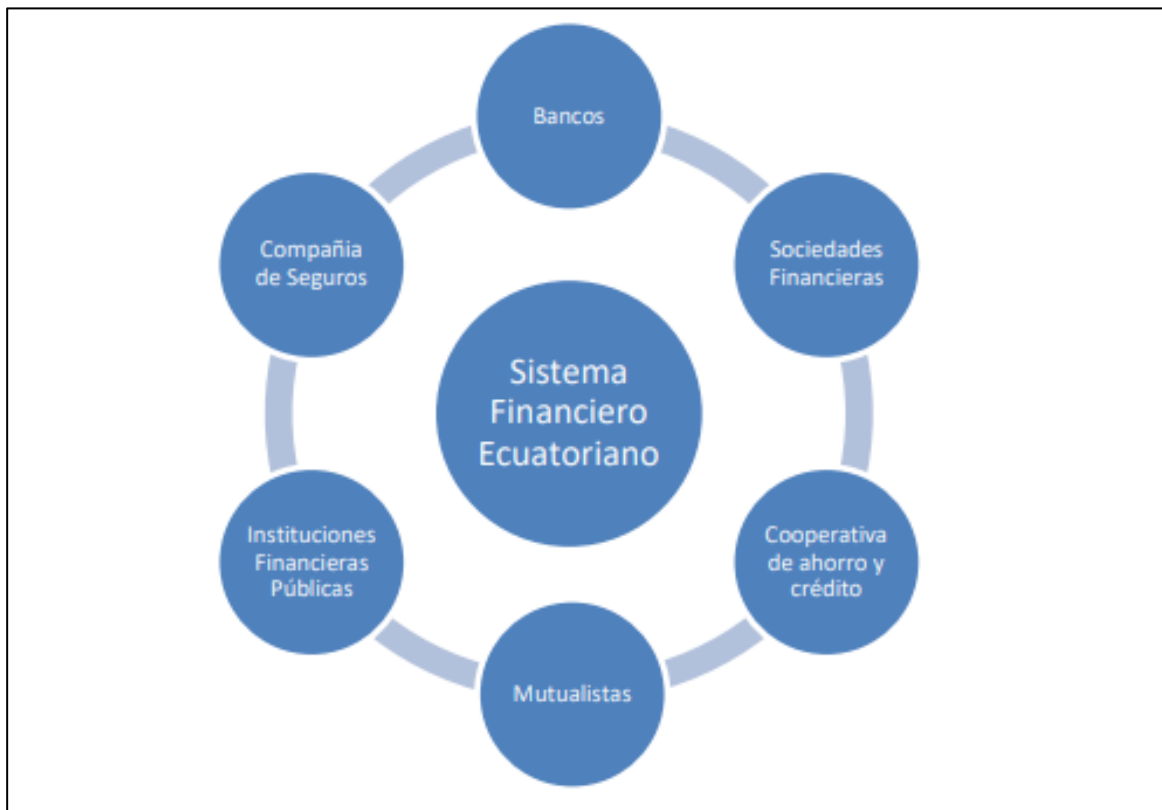 Bancos
Sociedades
Financieras
Cooperativa
de ahorro y
crédito
Mutualistas
Instituciones
Financieras
Públicas
Compañia
de Seguros
Sistema
Financiero
Ecuatoriano